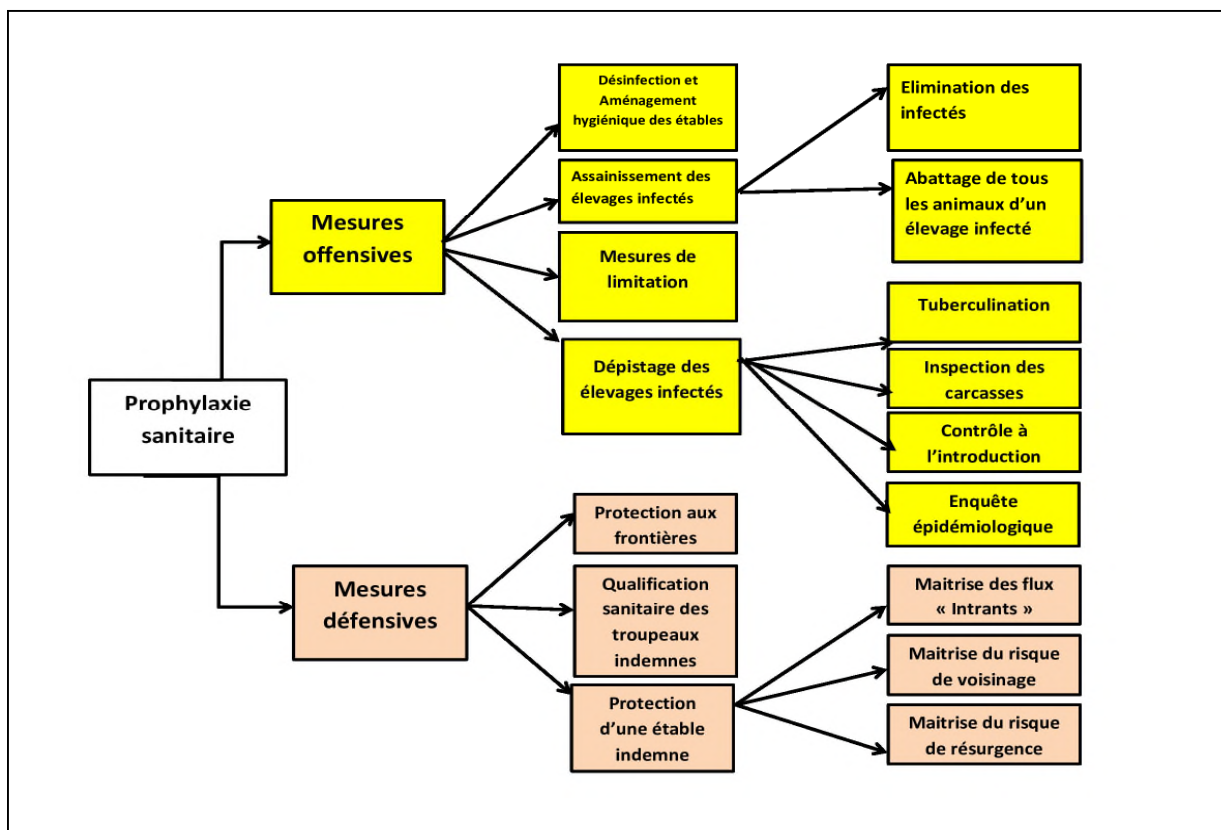 Prophylaxie
sanitaire
Mesures
offensives
Désinfection et
Aménagement
hygiénique des étables
Assainissement des
élevages infectés
Elimination des
infectés
Abattage de tous
les animaux d’un
élevage infecté
Mesures de
limitation
Dépistage des
élevages infectés
Tuberculination
Inspection des
carcasses
Contrôle à
l’introduction
Enquête
épidémiologique
Mesures
défensives
Protection aux
frontières
Qualification
sanitaire des
troupeaux
indemnes
Protection
d’une étable
indemne
Maitrise des flux
« Intrants »
Maitrise du risque
de voisinage
Maitrise du risque
de résurgence